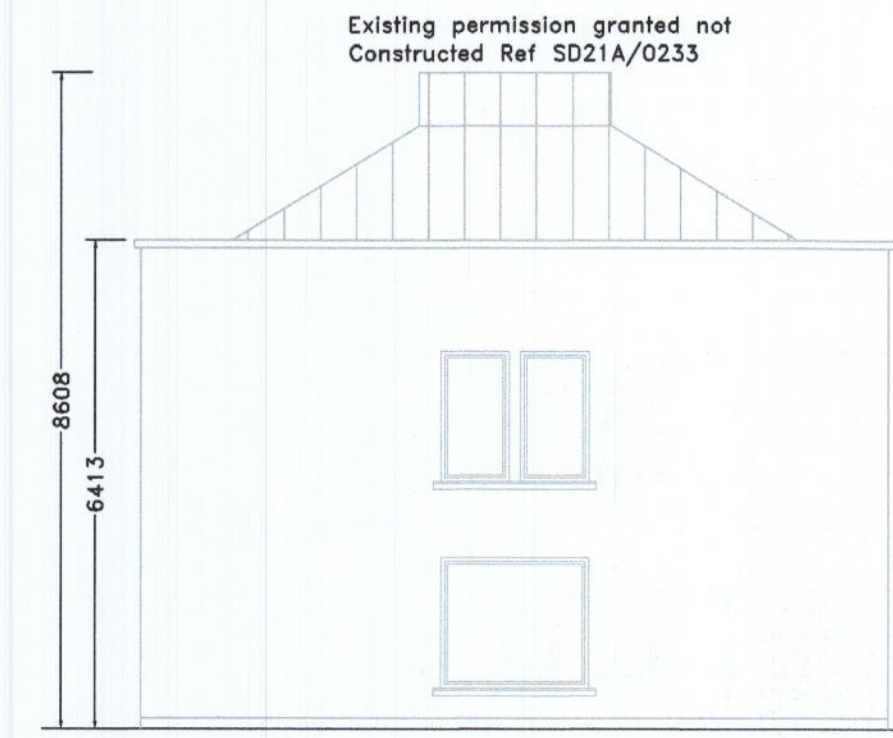 Existing permission granted not
Constructed Ref SD21A/0233
8608
6413